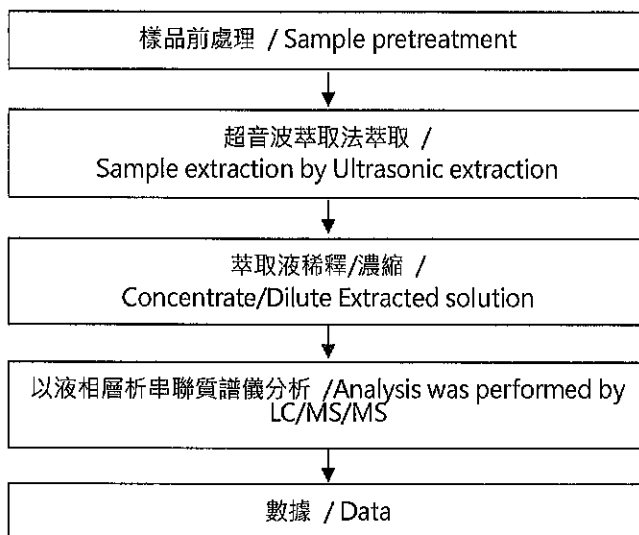 樣品前處理 / Sample pretreatment
超音波萃取法萃取 /
Sample extraction by Ultrasonic extraction
萃取液稀釋/濃縮 /
Concentrate/Dilute Extracted solution
以液相層析串聯質譜儀分析 /Analysis was performed by
LC/MS/MS
數據 / Data